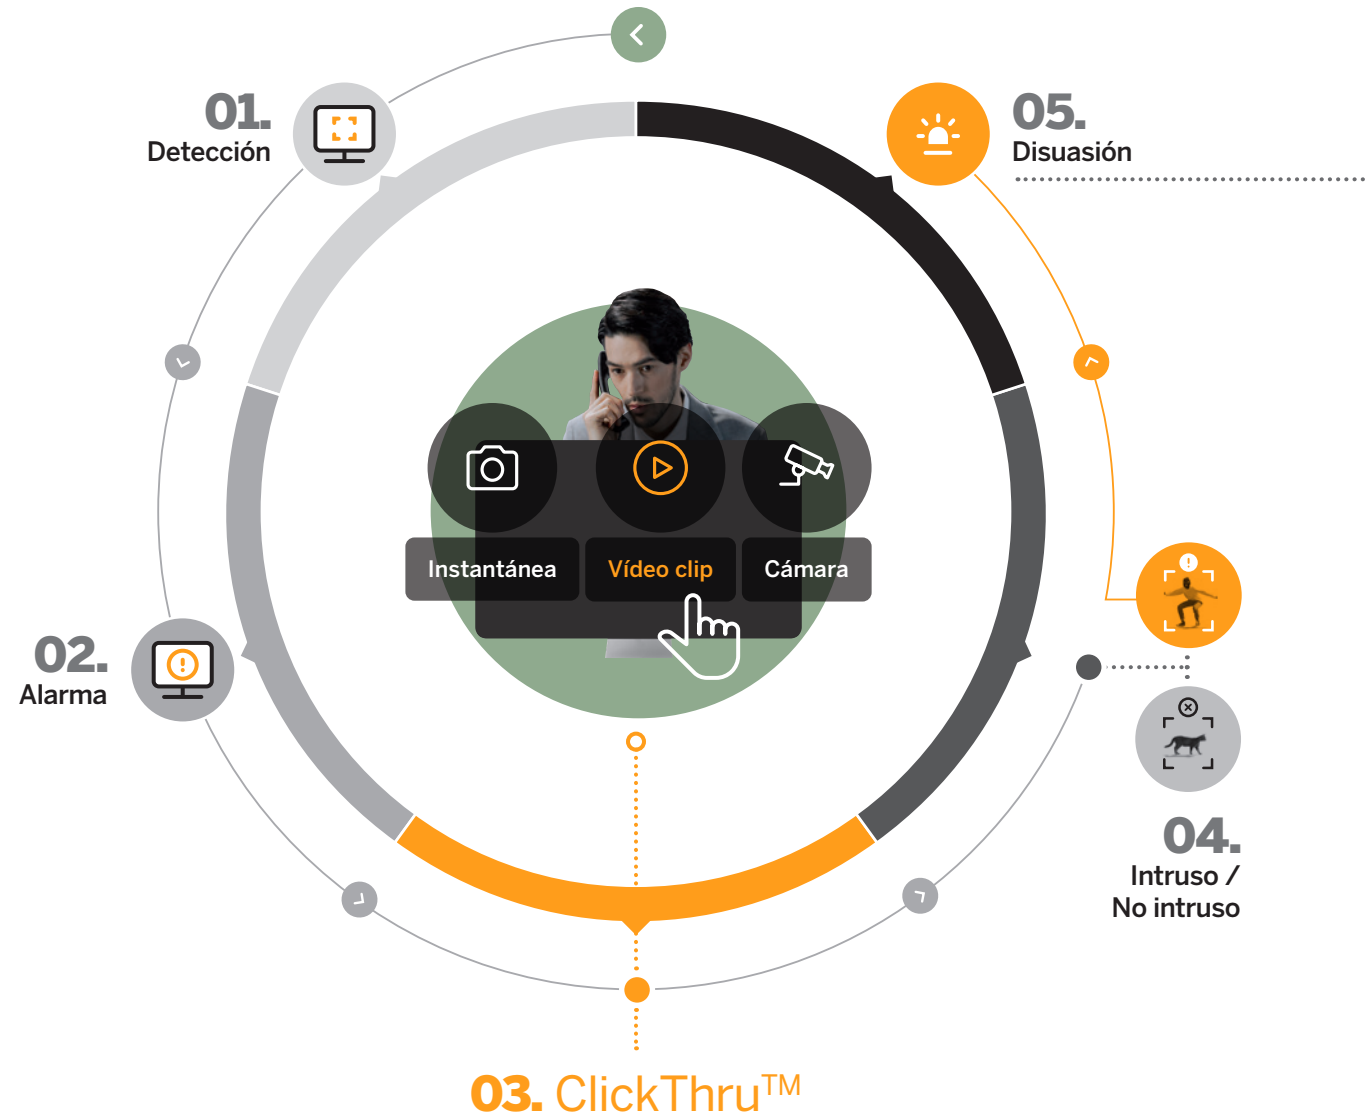 01.
Detección
05.
Disuasión
Instantánea
Vídeo clip
Cámara
02.
Alarma
04.
Intruso /
No intruso
03. ClickThru™